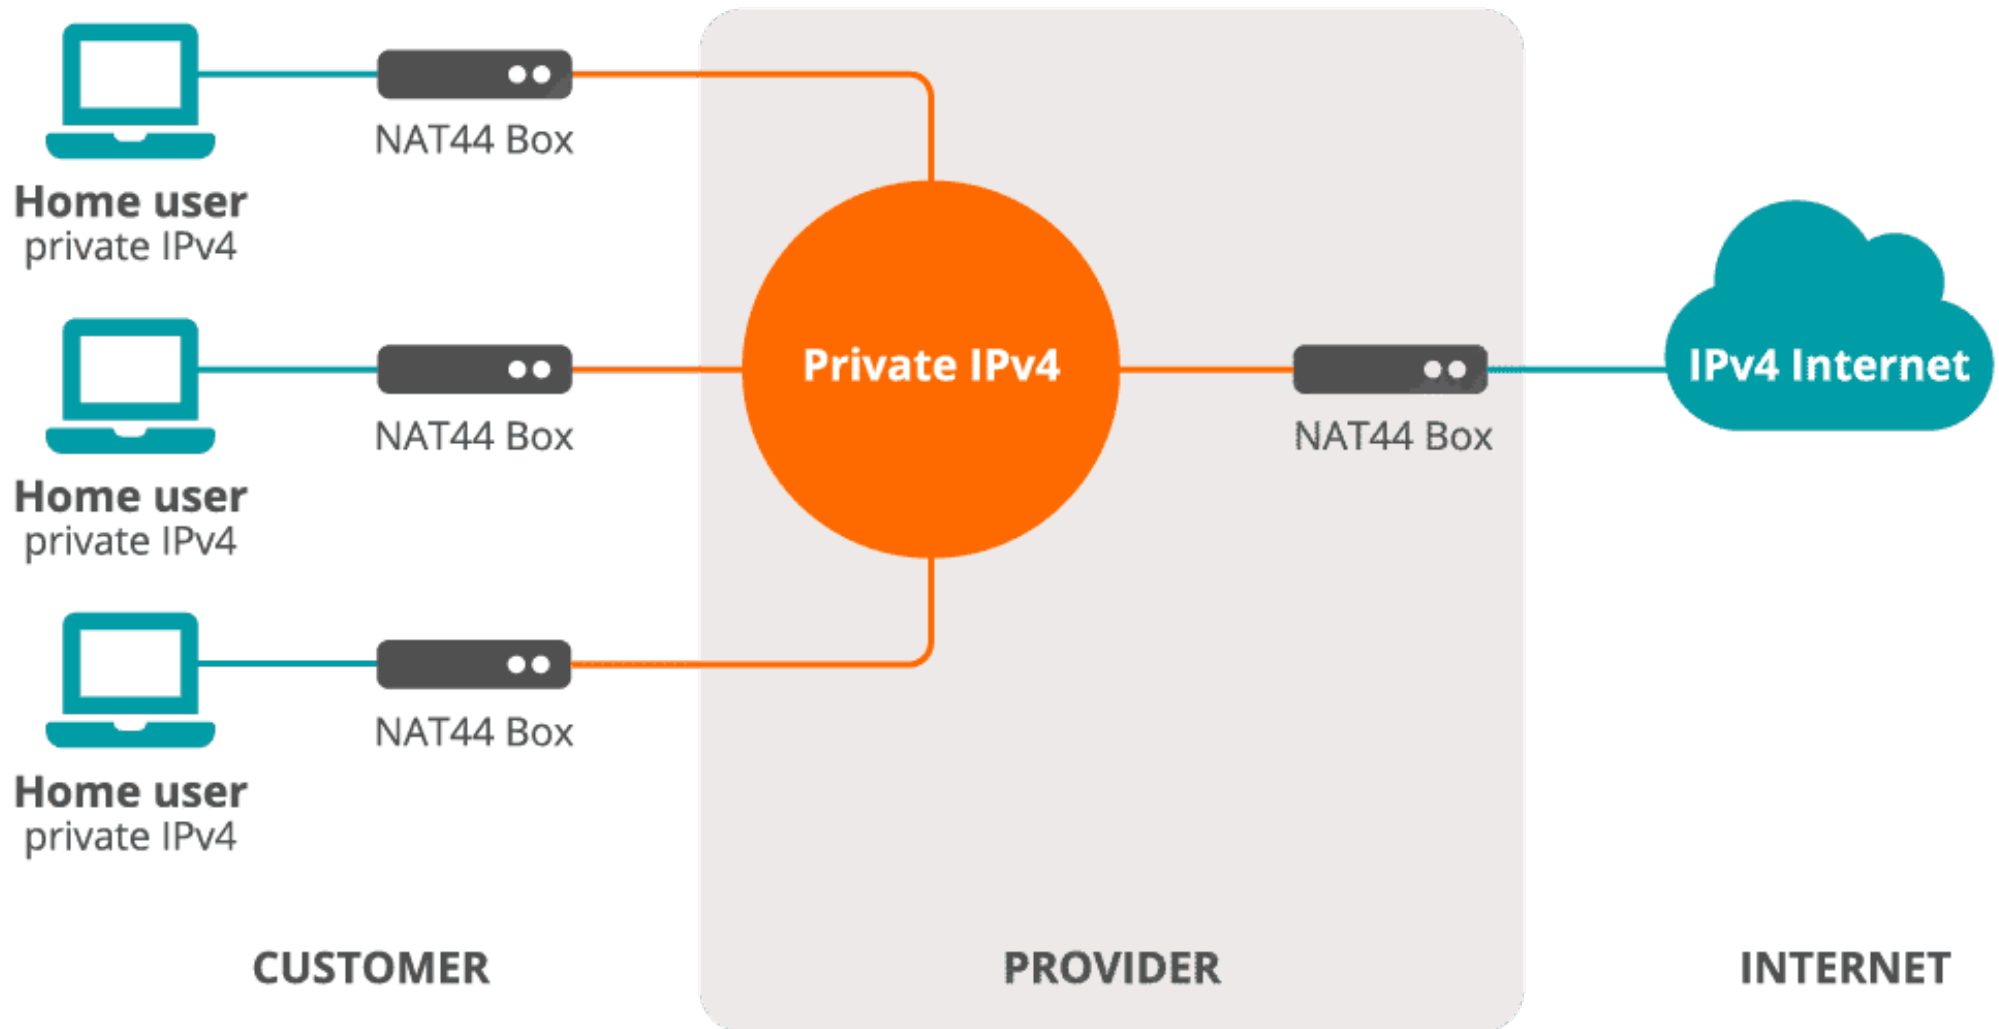 NAT44 Box
Home user
private IPv4
Private IPv4
IPv4 Internet
NAT44 Box
NAT44 Box
Home user
private IPv4
NAT44 Box
Home user
private IPv4
CUSTOMER
PROVIDER
INTERNET